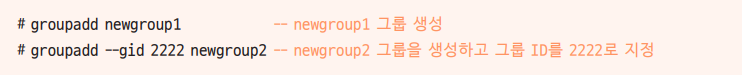 # groupadd newgroup1 -- newgroup1 그룹 생성
# groupadd --gid 2222 newgroup2 -- newgroup2 그룹을 생성하고 그룹 ID를 2222로 지정